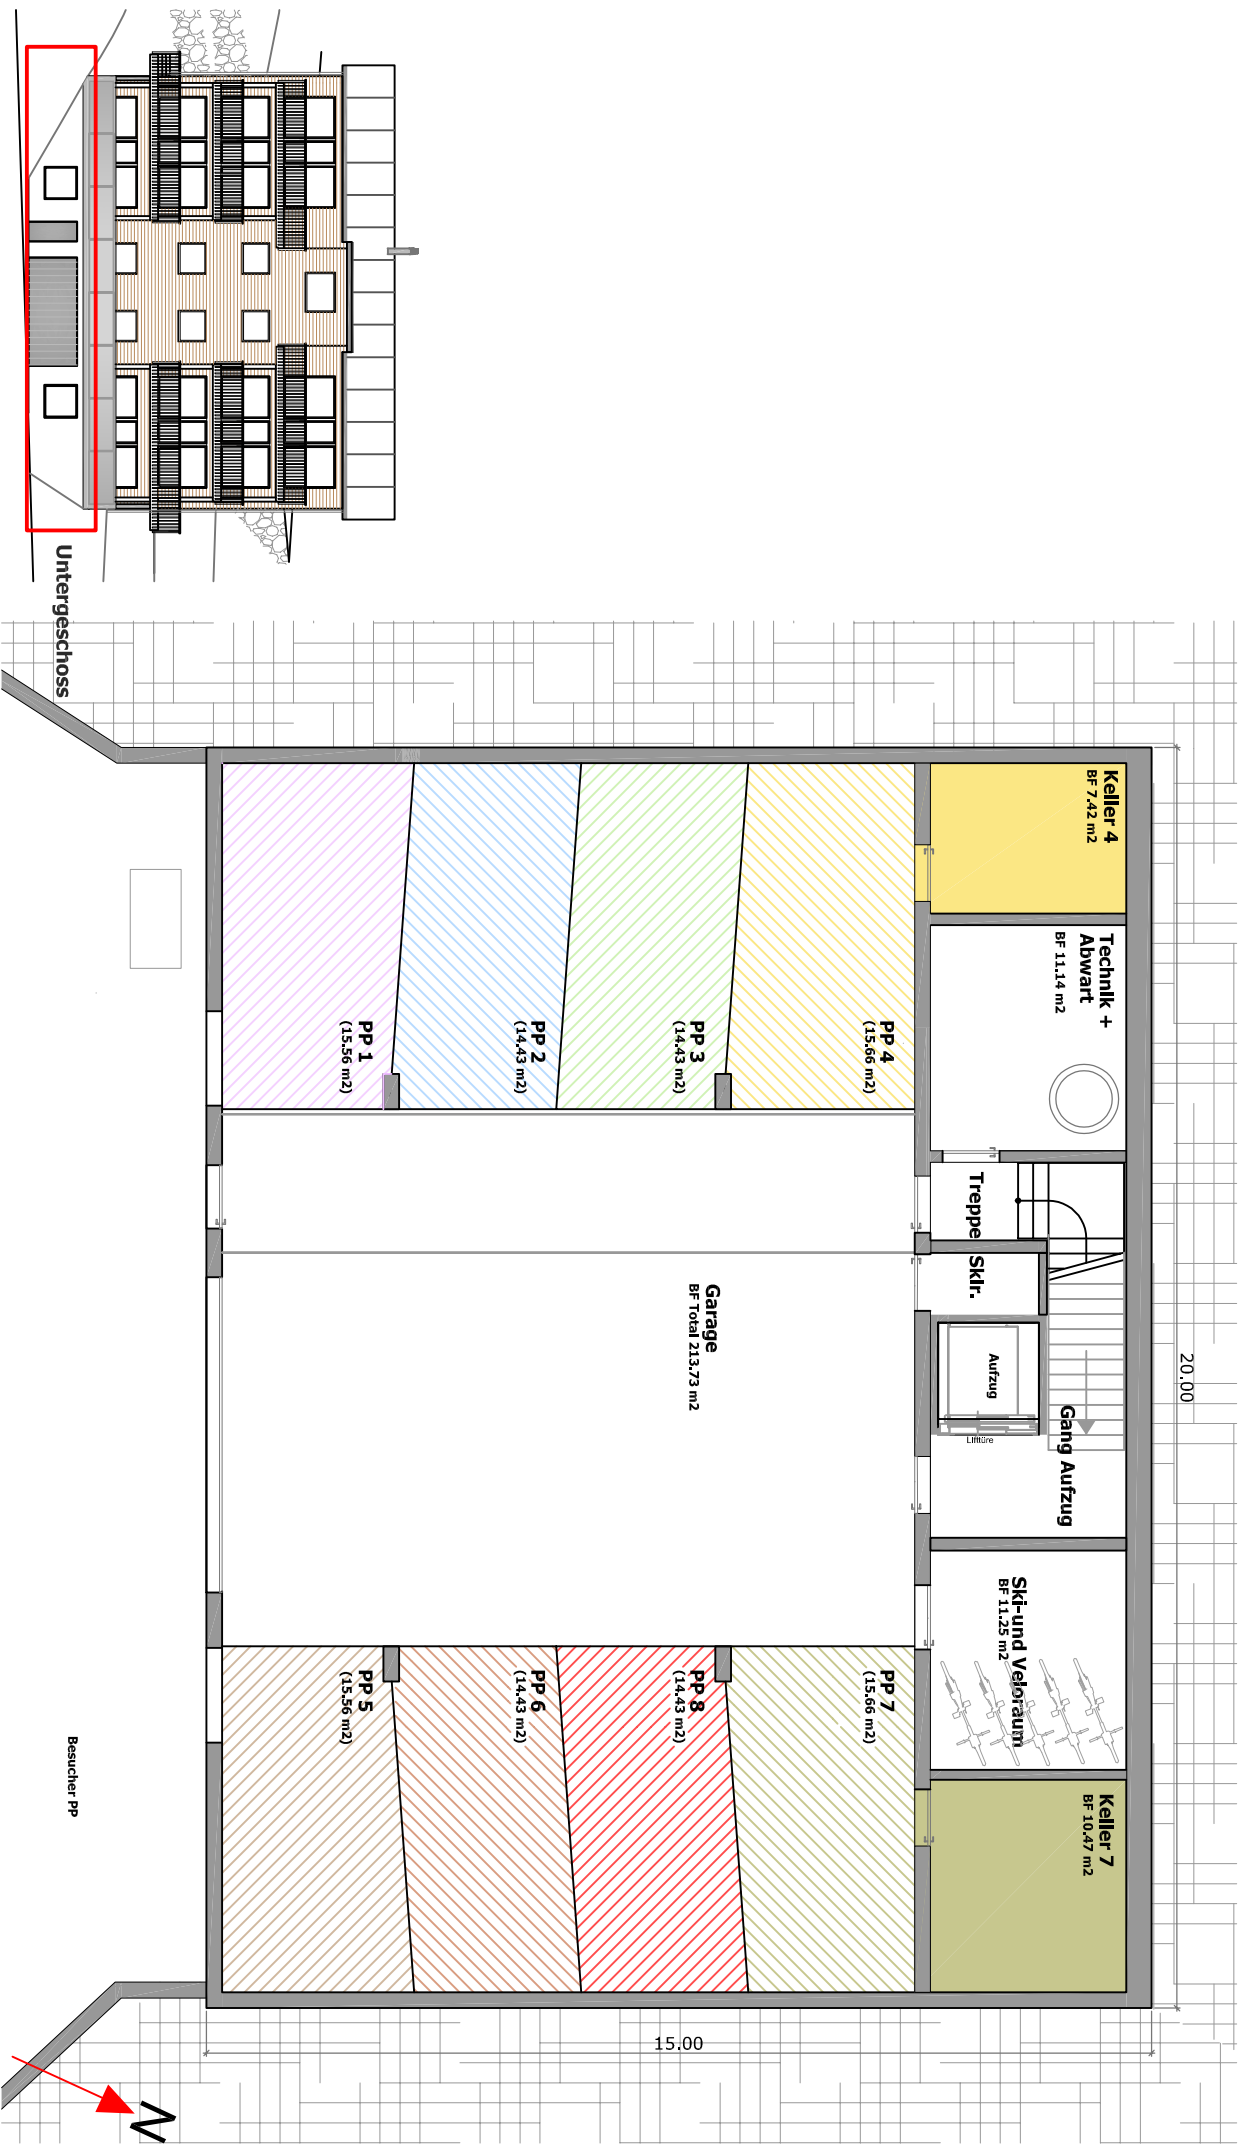 Untergeschoss
Keller 4
BF 7.42 m2
Technik +
Abwart
BF 11.14 m2
Treppe
Sklr.
Aufzug
Lifttüre
Gang Aufzug
Ski-und Veloraum
BF 11.25 m2
Keller 7
BF 10.47 m2
20.00
PP 4
(15.66 m2)
PP 3
(14.43 m2)
PP 2
(14.43 m2)
PP 1
(15.56 m2)
Garage
BF Total 213.73 m2
PP 7
(15.66 m2)
PP 8
(14.43 m2)
PP 6
(14.43 m2)
PP 5
(15.56 m2)
Besucher PP
15.00
N